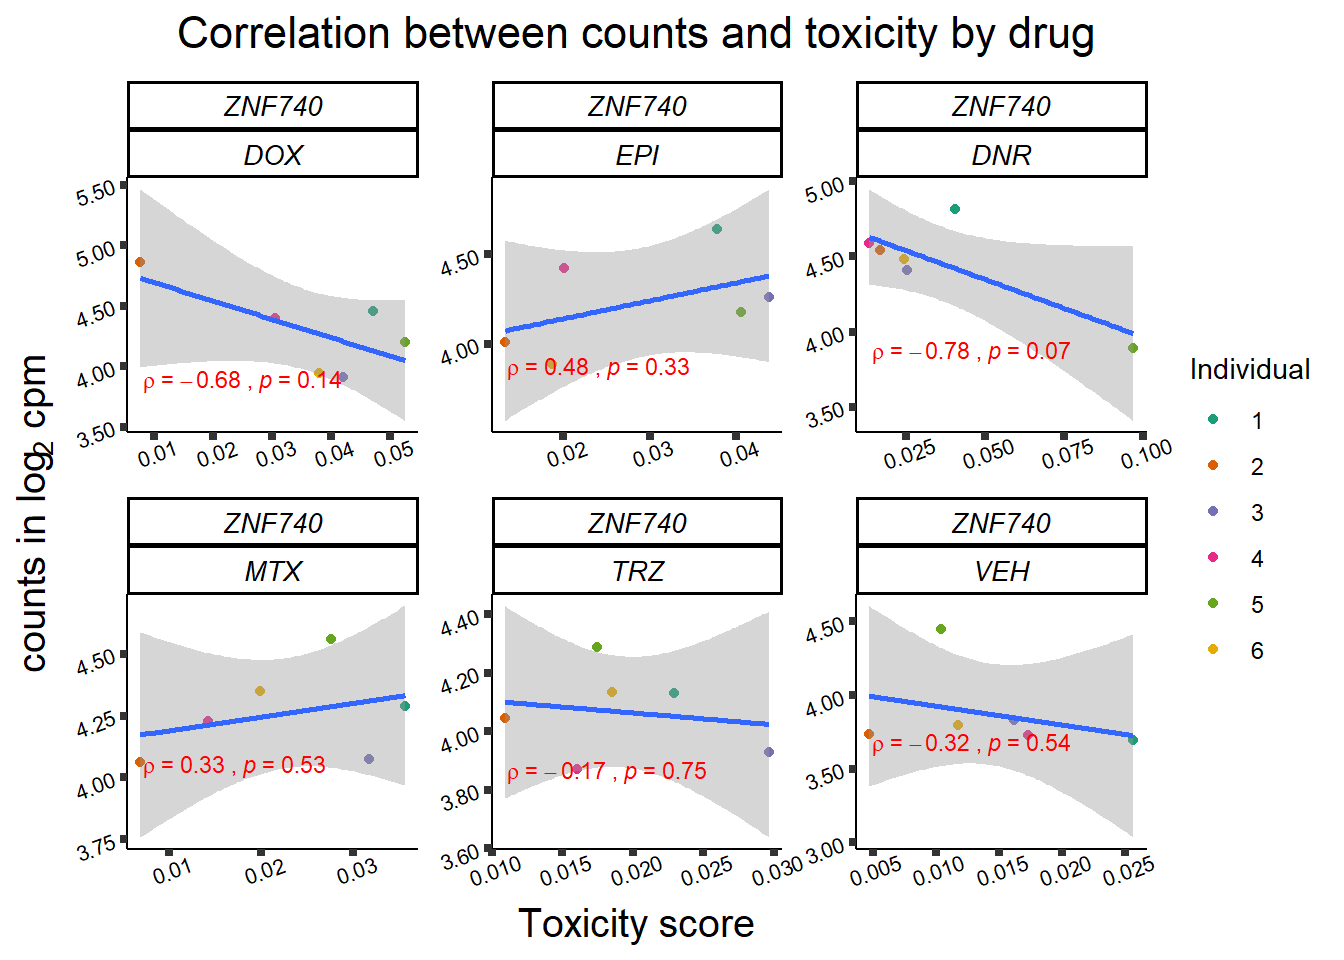 Correlation between counts and toxicity by drug
ZNF740
DOX
5.50
5.00
4.50
4.00
3.50
ρ = −0.68 , p = 0.14
0.01 0.02 0.03 0.04 0.05
ZNF740
EPI
4.50
4.00
ρ = 0.48 , p = 0.33
0.02 0.03 0.04
ZNF740
DNR
5.00
4.50
4.00
3.50
ρ = −0.78 , p = 0.07
0.025 0.050 0.075 0.100
ZNF740
MTX
4.50
4.25
4.00
3.75
ρ = 0.33 , p = 0.53
0.01 0.02 0.03
ZNF740
TRZ
4.40
4.20
4.00
3.80
3.60
ρ = −0.17 , p = 0.75
0.010 0.015 0.020 0.025 0.030
ZNF740
VEH
4.50
4.00
3.50
3.00
ρ = −0.32 , p = 0.54
0.005 0.010 0.015 0.020 0.025
counts in log2 cpm
Toxicity score
Individual
1
2
3
4
5
6